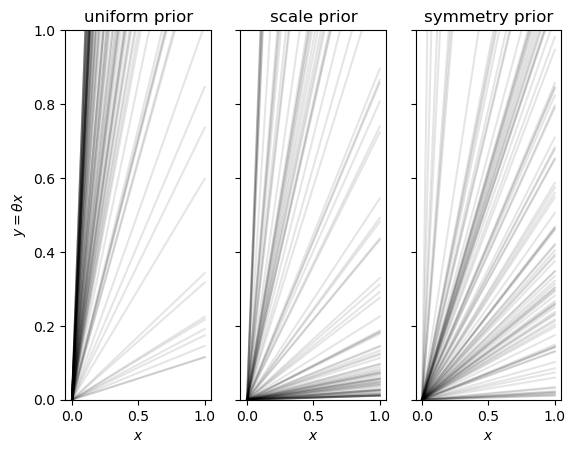 uniform prior
scale prior
symmetry prior
1.0
0.8
0.6
0.4
0.2
0.0
y = θx
0.0 0.5 1.0
0.0 0.5 1.0
0.0 0.5 1.0
x
x
x